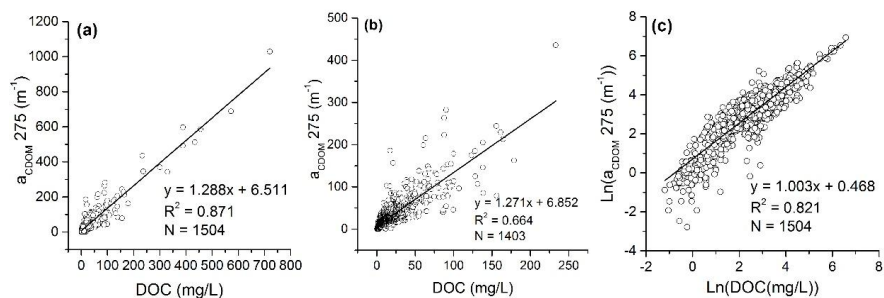 (a)
1200
1000
800
600
400
200
0
a_CDOM 275 (m⁻¹)
y = 1.288x + 6.511
R² = 0.871
N = 1504
0 100 200 300 400 500 600 700 800
DOC (mg/L)
(b)
500
400
300
200
100
0
a_CDOM 275 (m⁻¹)
y = 1.271x + 6.852
R² = 0.664
N = 1403
0 50 100 150 200 250
DOC (mg/L)
(c)
8
6
4
2
0
-2
-4
Ln(a_CDOM 275 (m⁻¹))
y = 1.003x + 0.468
R² = 0.821
N = 1504
-2 0 2 4 6 8
Ln(DOC(mg/L))